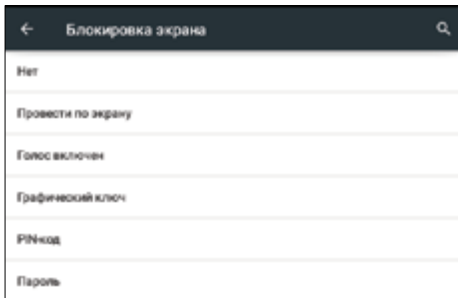 Блокировка экрана
Нет
Провести по экрану
Голос включен
Графический ключ
PIN-код
Пароль